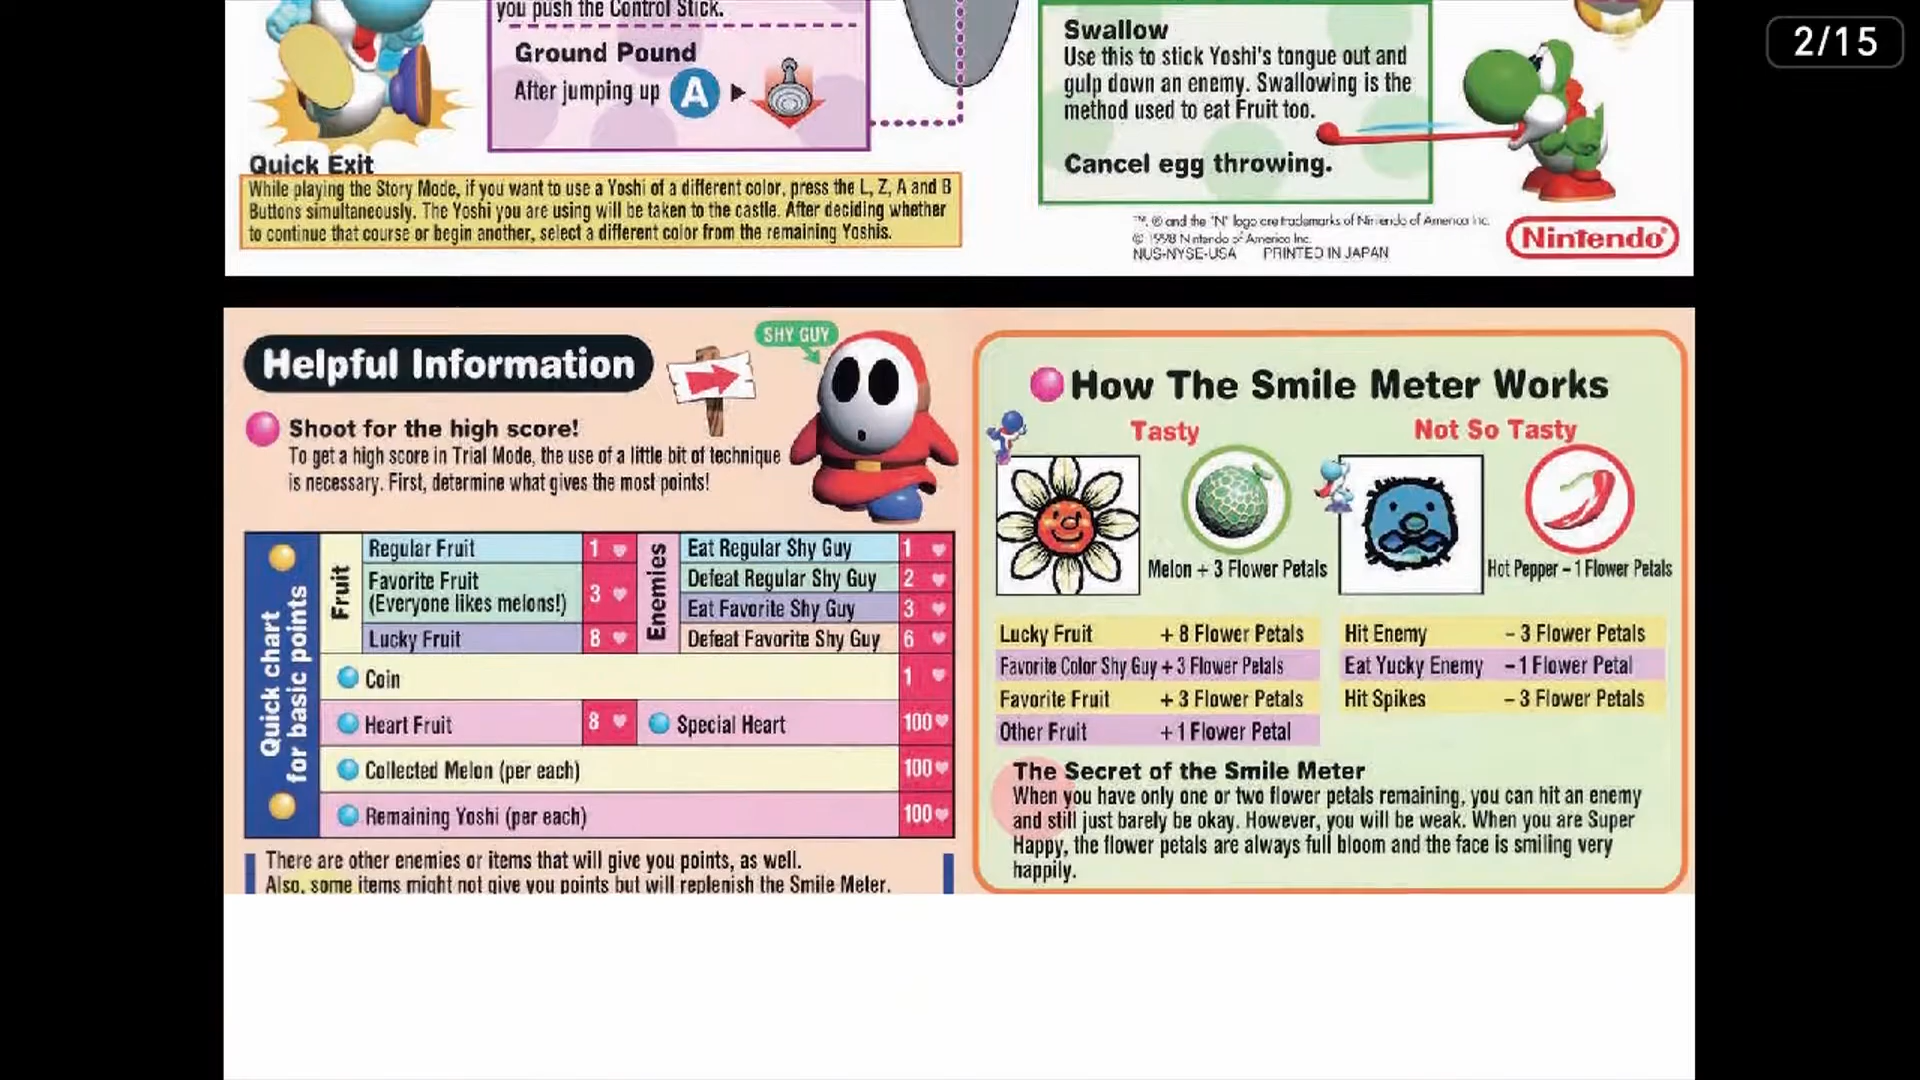 2/15
you push the Control Stick.
Ground Pound
After jumping up A
Quick Exit
While playing the Story Mode, if you want to use a Yoshi of a different color, press the L, Z, A and B
Buttons simultaneously. The Yoshi you are using will be taken to the castle. After deciding whether
to continue that course or begin another, select a different color from the remaining Yoshis.
Swallow
Use this to stick Yoshi's tongue out and
gulp down an enemy. Swallowing is the
method used to eat Fruit too.
Cancel egg throwing.
™, ® and the "N" logo are trademarks of Nintendo of America Inc.
© 1998 Nintendo of America Inc.
NUS-NYSE-USA PRINTED IN JAPAN
Nintendo®
Helpful Information
SHY GUY
Shoot for the high score!
To get a high score in Trial Mode, the use of a little bit of technique
is necessary. First, determine what gives the most points!
Quick chart
for basic points
Fruit
Regular Fruit 1 ♥
Favorite Fruit
(Everyone likes melons!) 3 ♥
Lucky Fruit 8 ♥
Enemies
Eat Regular Shy Guy 1 ♥
Defeat Regular Shy Guy 2 ♥
Eat Favorite Shy Guy 3 ♥
Defeat Favorite Shy Guy 6 ♥
Coin 1 ♥
Heart Fruit 8 ♥ Special Heart 100♥
Collected Melon (per each) 100♥
Remaining Yoshi (per each) 100♥
There are other enemies or items that will give you points, as well.
Also, some items might not give you points but will replenish the Smile Meter.
How The Smile Meter Works
Tasty
Melon + 3 Flower Petals
Lucky Fruit + 8 Flower Petals
Favorite Color Shy Guy + 3 Flower Petals
Favorite Fruit + 3 Flower Petals
Other Fruit + 1 Flower Petal
Not So Tasty
Hot Pepper – 1 Flower Petals
Hit Enemy – 3 Flower Petals
Eat Yucky Enemy – 1 Flower Petal
Hit Spikes – 3 Flower Petals
The Secret of the Smile Meter
When you have only one or two flower petals remaining, you can hit an enemy
and still just barely be okay. However, you will be weak. When you are Super
Happy, the flower petals are always full bloom and the face is smiling very
happily.